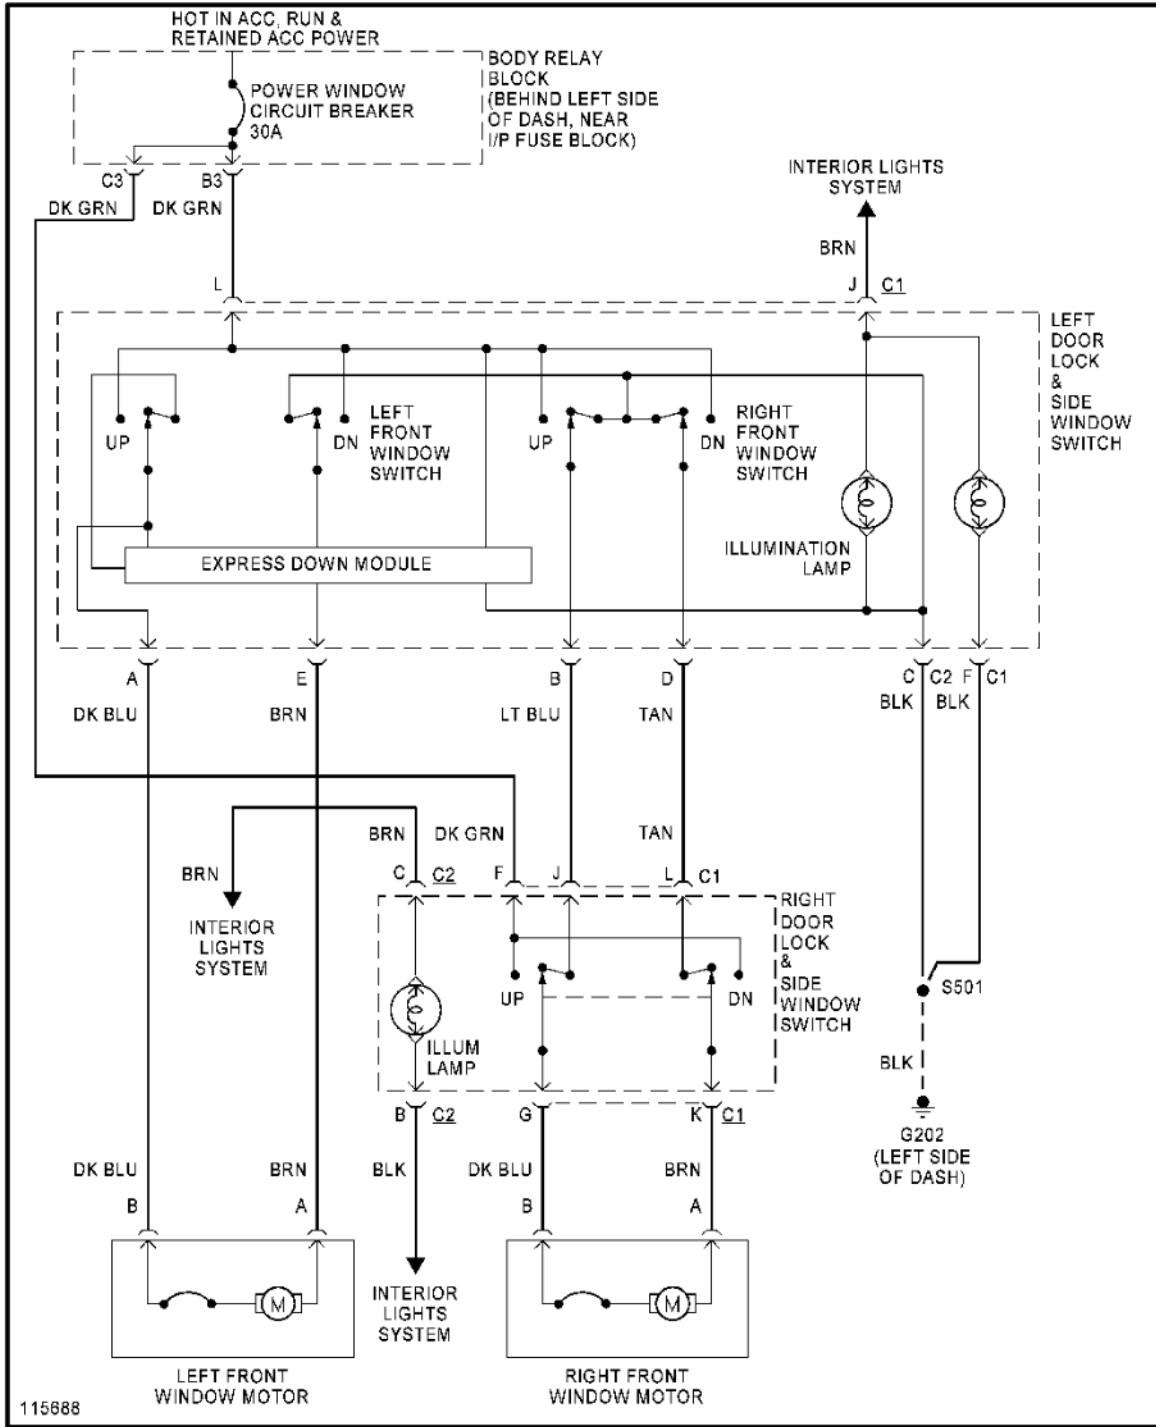 HOT IN ACC, RUN &
RETAINED ACC POWER
BODY RELAY
BLOCK
(BEHIND LEFT SIDE
OF DASH, NEAR
I/P FUSE BLOCK)
POWER WINDOW
CIRCUIT BREAKER
30A
C3
B3
DK GRN
DK GRN
INTERIOR LIGHTS
SYSTEM
BRN
L
J
C1
LEFT
DOOR
LOCK
&
SIDE
WINDOW
SWITCH
UP
DN
LEFT
FRONT
WINDOW
SWITCH
UP
DN
RIGHT
FRONT
WINDOW
SWITCH
EXPRESS DOWN MODULE
ILLUMINATION
LAMP
A
E
B
D
C
C2
F
C1
DK BLU
BRN
LT BLU
TAN
BLK
BLK
BRN
DK GRN
TAN
BRN
C
C2
F
J
L
C1
INTERIOR
LIGHTS
SYSTEM
RIGHT
DOOR
LOCK
&
SIDE
WINDOW
SWITCH
UP
DN
ILLUM
LAMP
S501
BLK
G202
(LEFT SIDE
OF DASH)
B
C2
G
K
C1
DK BLU
BRN
BLK
DK BLU
BRN
B
A
B
A
M
M
INTERIOR
LIGHTS
SYSTEM
LEFT FRONT
WINDOW MOTOR
RIGHT FRONT
WINDOW MOTOR
115688